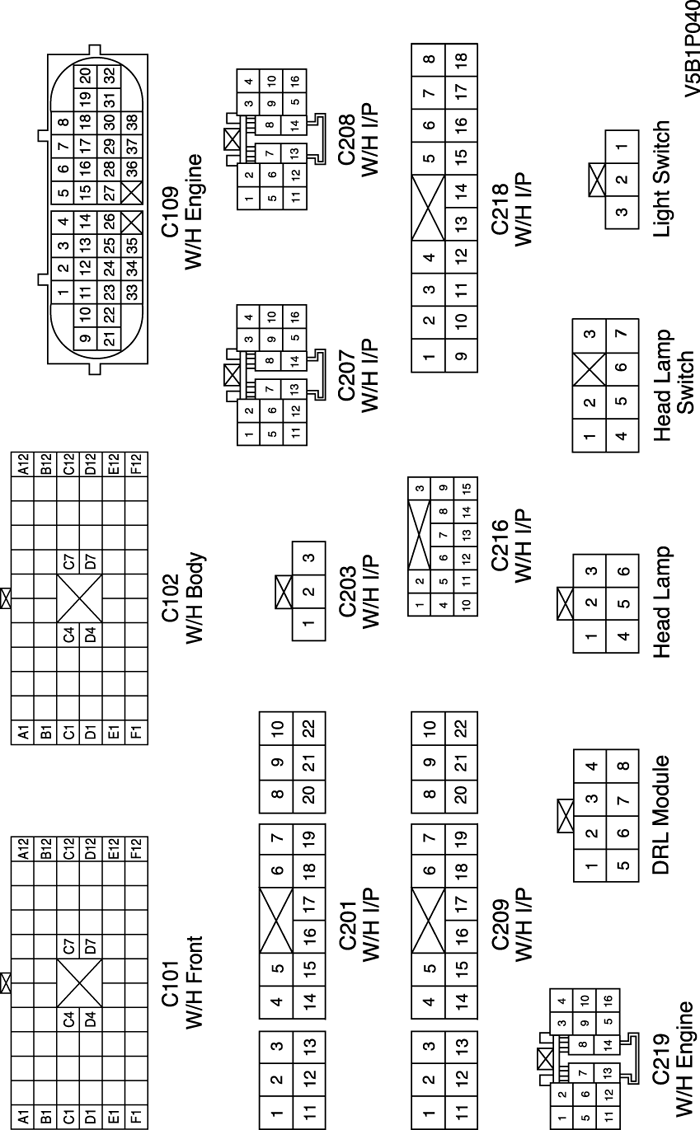 A1 A12
B1 B12
C1 C4 C7 C12
D1 D4 D7 D12
E1 E12
F1 F12
C101
W/H Front
A1 A12
B1 B12
C1 C4 C7 C12
D1 D4 D7 D12
E1 E12
F1 F12
C102
W/H Body
1 2 3 4 5 6 7 8
9 10 11 12 13 14 15 16 17 18 19 20
21 22 23 24 25 26 27 28 29 30 31 32
33 34 35 36 37 38
C109
W/H Engine
1 2 3 4 5 6 7 8 9 10
11 12 13 14 15 16 17 18 19 20 21 22
C201
W/H I/P
1 2 3
C203
W/H I/P
1 2 3 4
5 6 7 8 9 10
11 12 13 14 5 16
C207
W/H I/P
1 2 3 4
5 6 7 8 9 10
11 12 13 14 5 16
C208
W/H I/P
1 2 3 4 5 6 7 8 9 10
11 12 13 14 15 16 17 18 19 20 21 22
C209
W/H I/P
1 2 3
4 5 6 7 8 9
10 11 12 13 14 15
C216
W/H I/P
1 2 3 4 5 6 7 8
9 10 11 12 13 14 15 16 17 18
C218
W/H I/P
1 2 3 4
5 6 7 8 9 10
11 12 13 14 5 16
C219
W/H Engine
1 2 3 4
5 6 7 8
DRL Module
1 2 3
4 5 6
Head Lamp
1 2 3
4 5 6 7
Head Lamp
Switch
3 2 1
Light Switch
V5B1P040